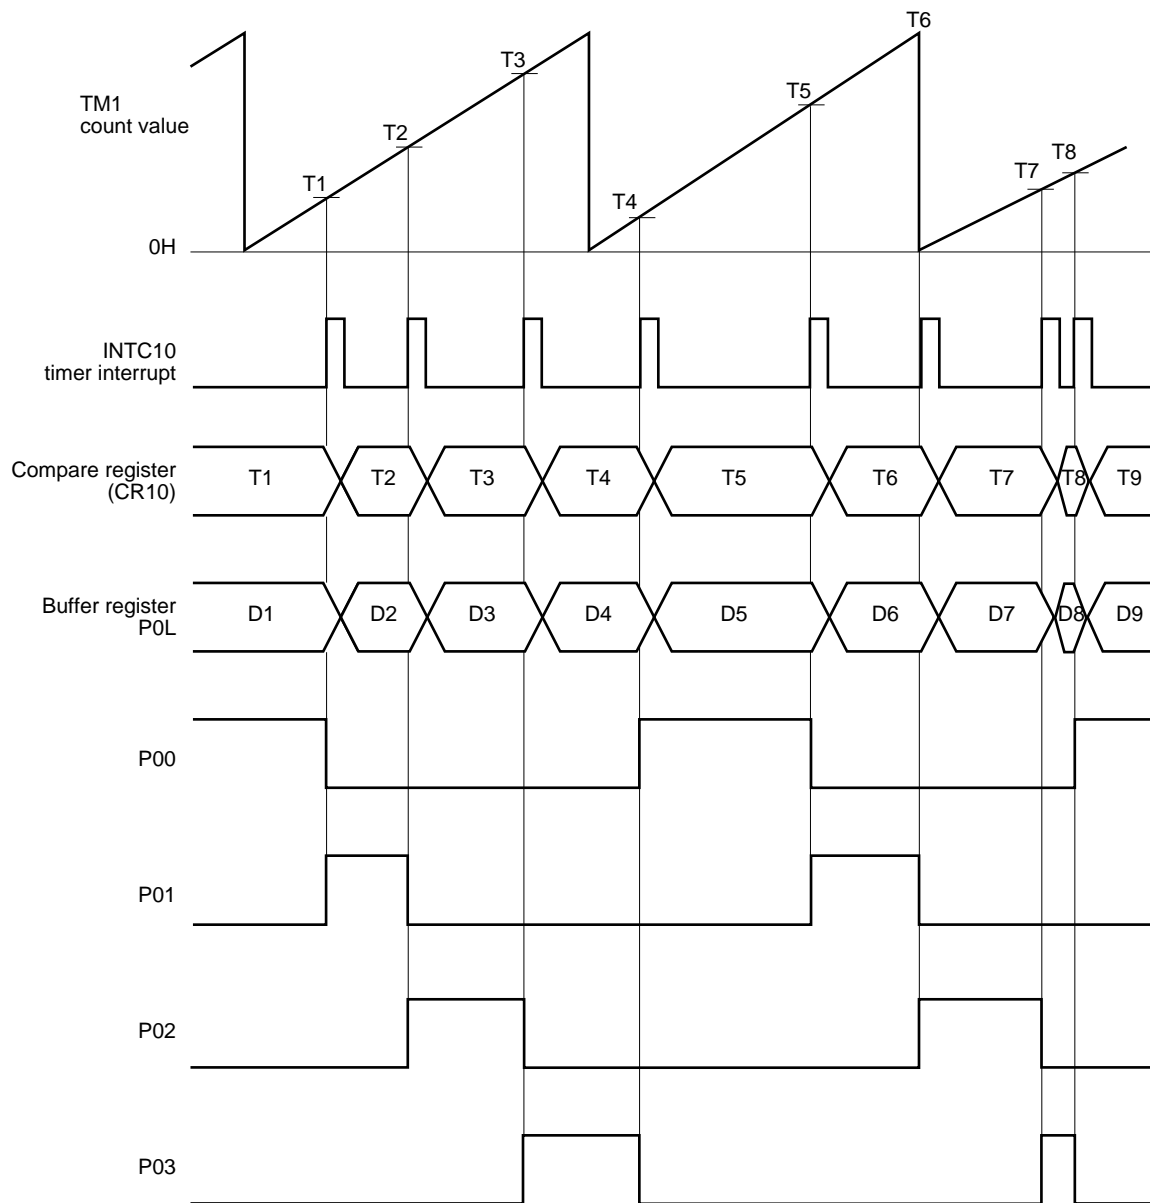 T6
T3
T5
TM1
count value
T2
T8
T1
T7
T4
0H
INTC10
timer interrupt
Compare register
(CR10)
T1 T2 T3 T4 T5 T6 T7 T8 T9
Buffer register
P0L
D1 D2 D3 D4 D5 D6 D7 D8 D9
P00
P01
P02
P03